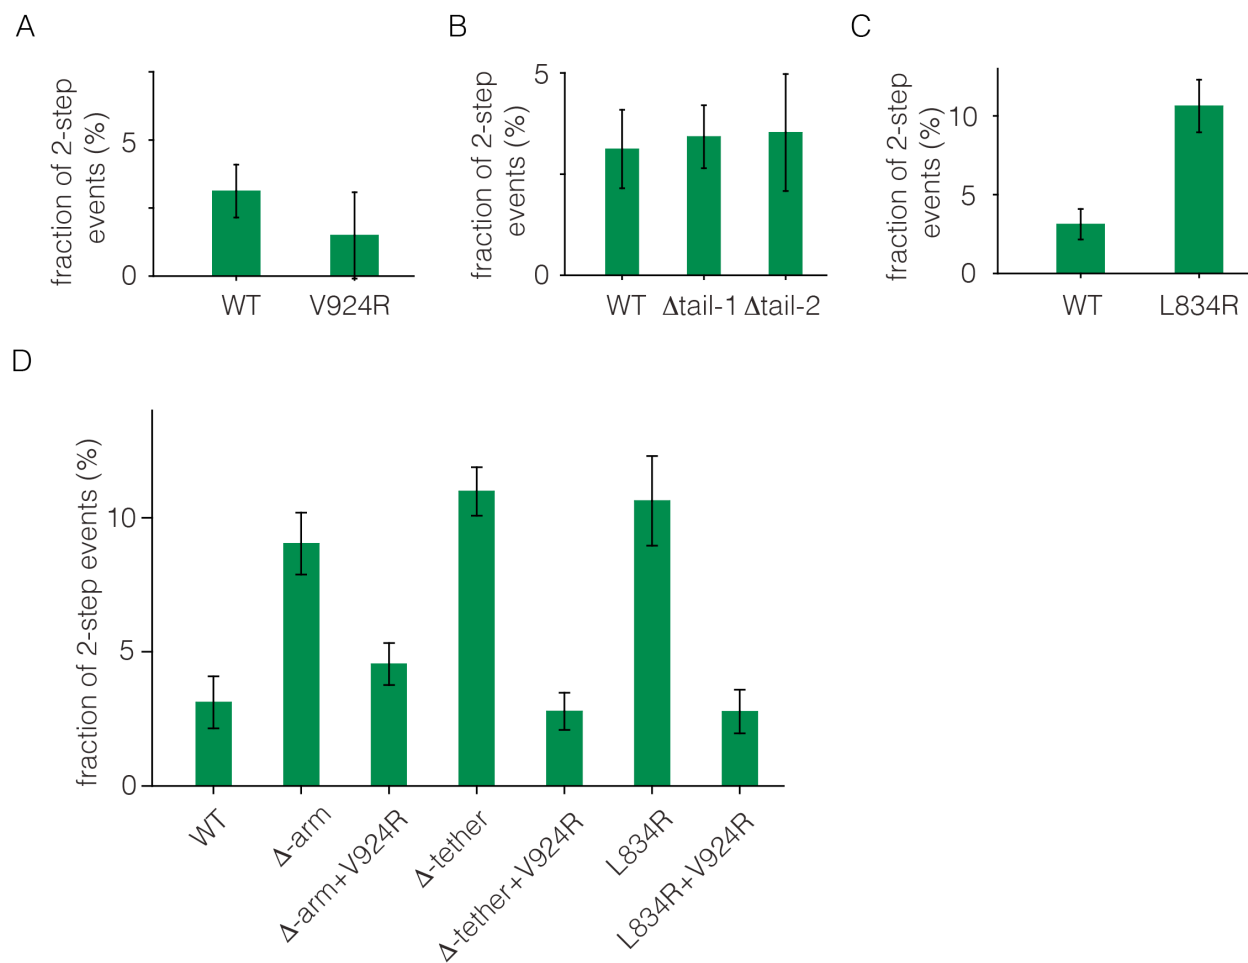 A
fraction of 2-step
events (%)
5
0
WT
V924R
B
fraction of 2-step
events (%)
5
0
WT
Δtail-1
Δtail-2
C
fraction of 2-step
events (%)
10
5
0
WT
L834R
D
fraction of 2-step events (%)
10
5
0
WT
Δ-arm
Δ-arm+V924R
Δ-tether
Δ-tether+V924R
L834R
L834R+V924R